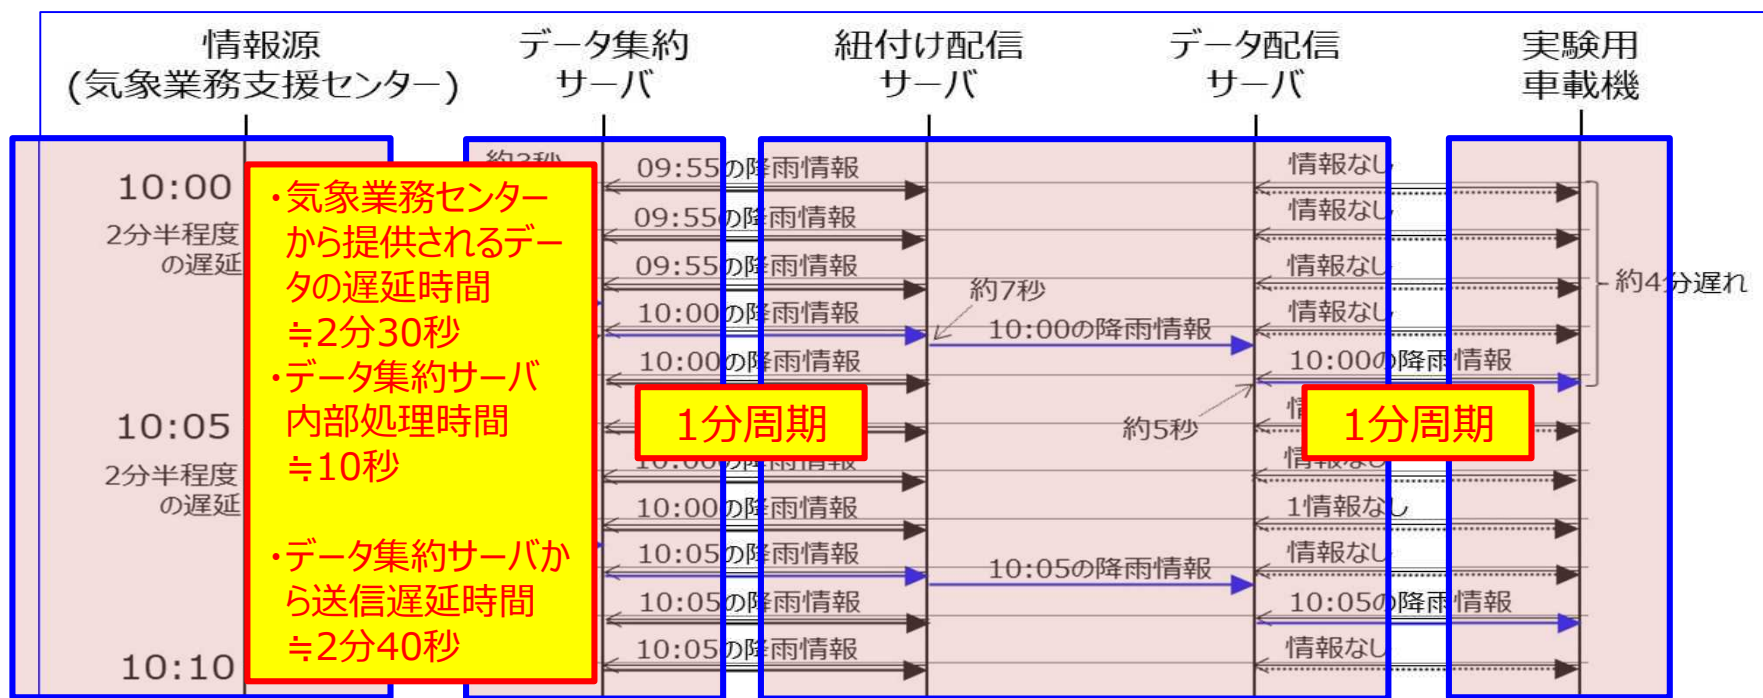 情報源
(気象業務支援センター)
データ集約
サーバ
紐付け配信
サーバ
データ配信
サーバ
実験用
車載機
10:00
2分半程度
の遅延
10:05
2分半程度
の遅延
10:10
・気象業務センター
から提供されるデー
タの遅延時間
≒2分30秒
・データ集約サーバ
内部処理時間
≒10秒
・データ集約サーバか
ら送信遅延時間
≒2分40秒
09:55の降雨情報
09:55の降雨情報
09:55の降雨情報
10:00の降雨情報
10:00の降雨情報
1分周期
10:00の降雨情報
10:00の降雨情報
10:05の降雨情報
10:05の降雨情報
10:05の降雨情報
約7秒
10:00の降雨情報
約5秒
10:05の降雨情報
情報なし
情報なし
情報なし
情報なし
10:00の降雨情報
1分周期
情報なし
1情報なし
情報なし
10:05の降雨情報
情報なし
約4分遅れ